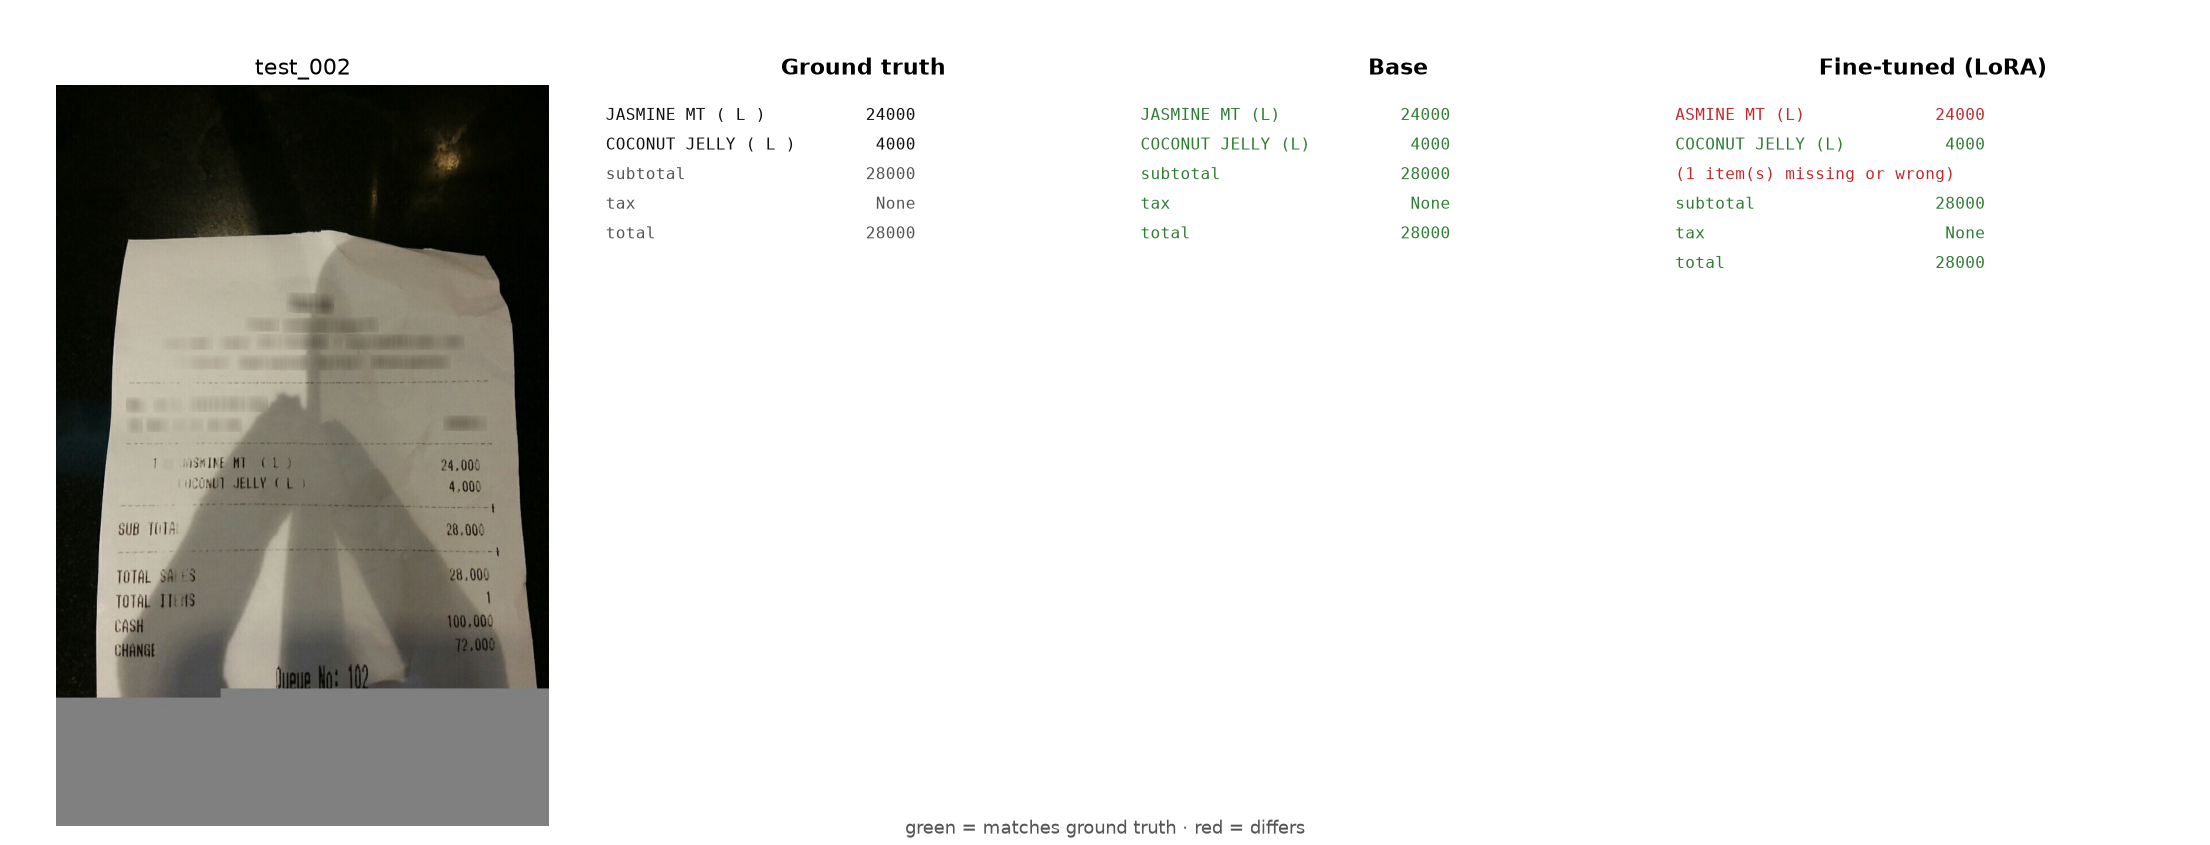 test_002
Ground truth
Base
Fine-tuned (LoRA)
JASMINE MT ( L ) 24000
COCONUT JELLY ( L ) 4000
subtotal 28000
tax None
total 28000
JASMINE MT (L) 24000
COCONUT JELLY (L) 4000
subtotal 28000
tax None
total 28000
ASMINE MT (L) 24000
COCONUT JELLY (L) 4000
(1 item(s) missing or wrong)
subtotal 28000
tax None
total 28000
1 JASMINE MT ( L ) 24.000
COCONUT JELLY ( L ) 4.000
SUB TOTAL 28.000
TOTAL SALES 28.000
TOTAL ITEMS 1
CASH 100.000
CHANGE 72.000
Queue No: 102
green = matches ground truth · red = differs